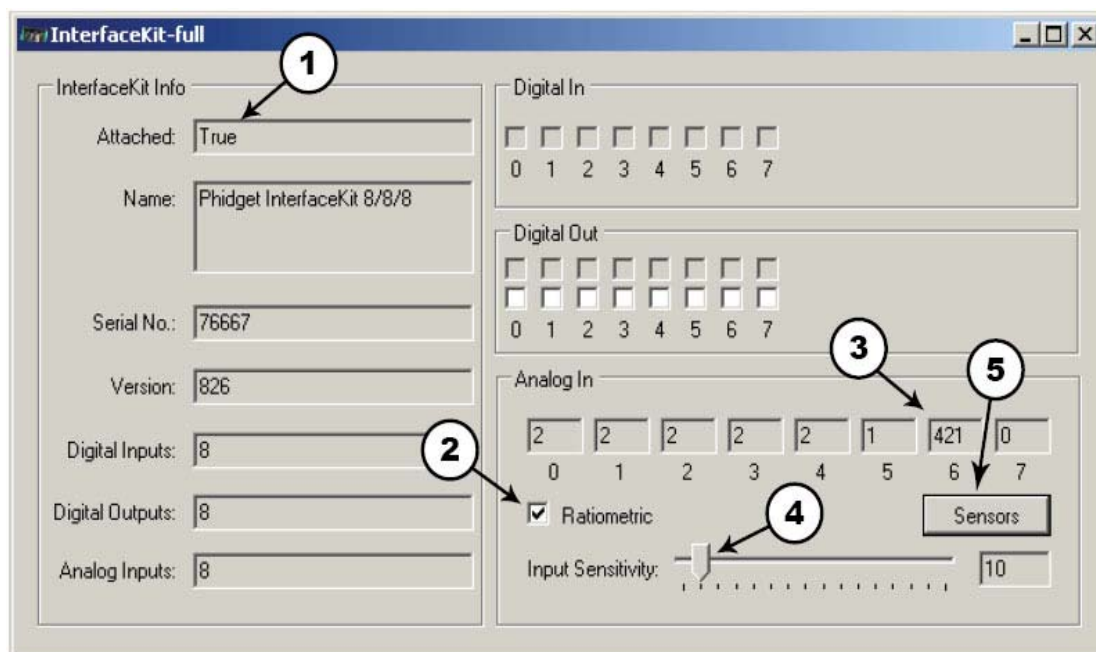 InterfaceKit-full
1
InterfaceKit Info
Attached: True
Name: Phidget InterfaceKit 8/8/8
Serial No.: 76667
Version: 826
Digital Inputs: 8
Digital Outputs: 8
Analog Inputs: 8
Digital In
0 1 2 3 4 5 6 7
Digital Out
0 1 2 3 4 5 6 7
3
5
Analog In
2 2 2 2 2 1 421 0
0 1 2 3 4 5 6 7
2
Ratiometric
4
Sensors
Input Sensitivity: 10